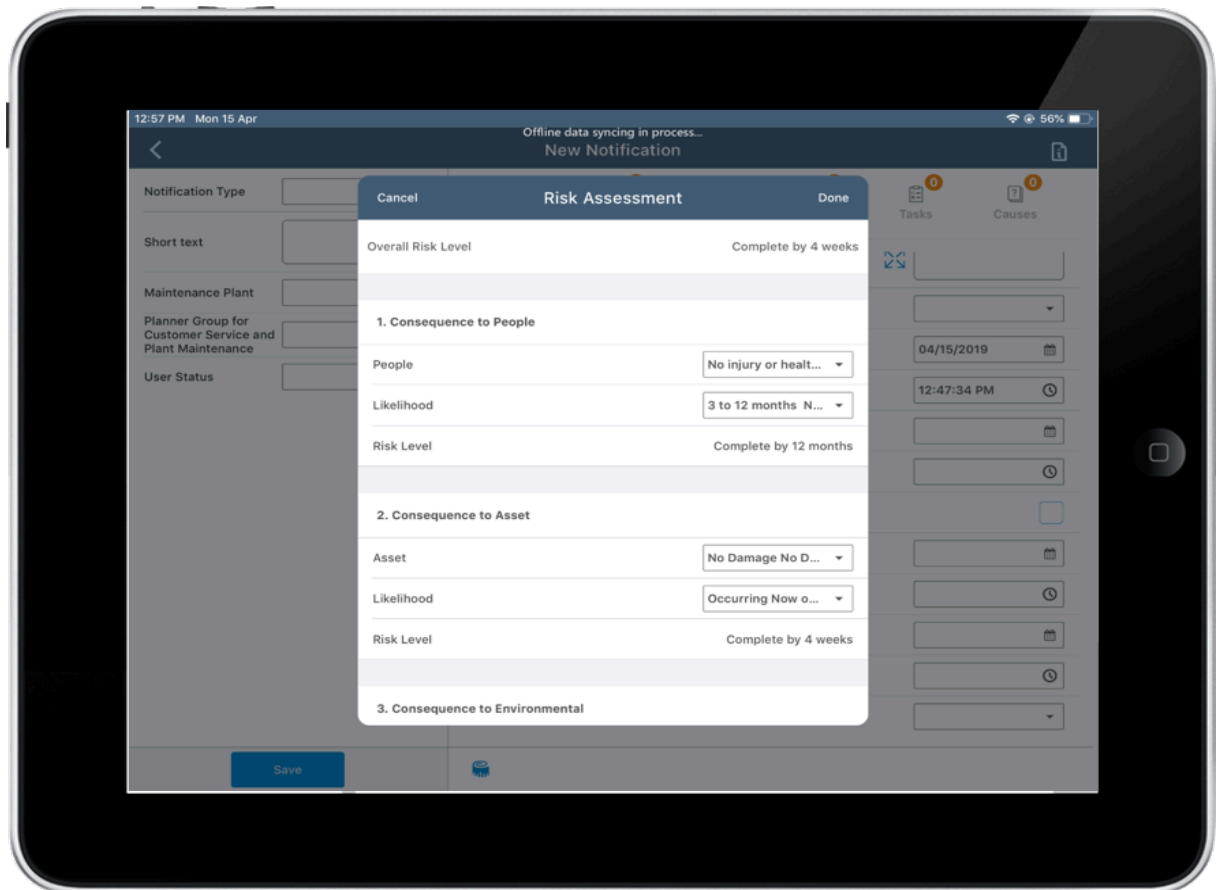 12:57 PM Mon 15 Apr
56%
Offline data syncing in process...
New Notification
Notification Type
Short text
Maintenance Plant
Planner Group for
Customer Service and
Plant Maintenance
User Status
Save
Cancel
Risk Assessment
Done
Overall Risk Level
Complete by 4 weeks
1. Consequence to People
People
No injury or healt...
Likelihood
3 to 12 months N...
Risk Level
Complete by 12 months
2. Consequence to Asset
Asset
No Damage No D...
Likelihood
Occurring Now o...
Risk Level
Complete by 4 weeks
3. Consequence to Environmental
0
Tasks
0
Causes
04/15/2019
12:47:34 PM